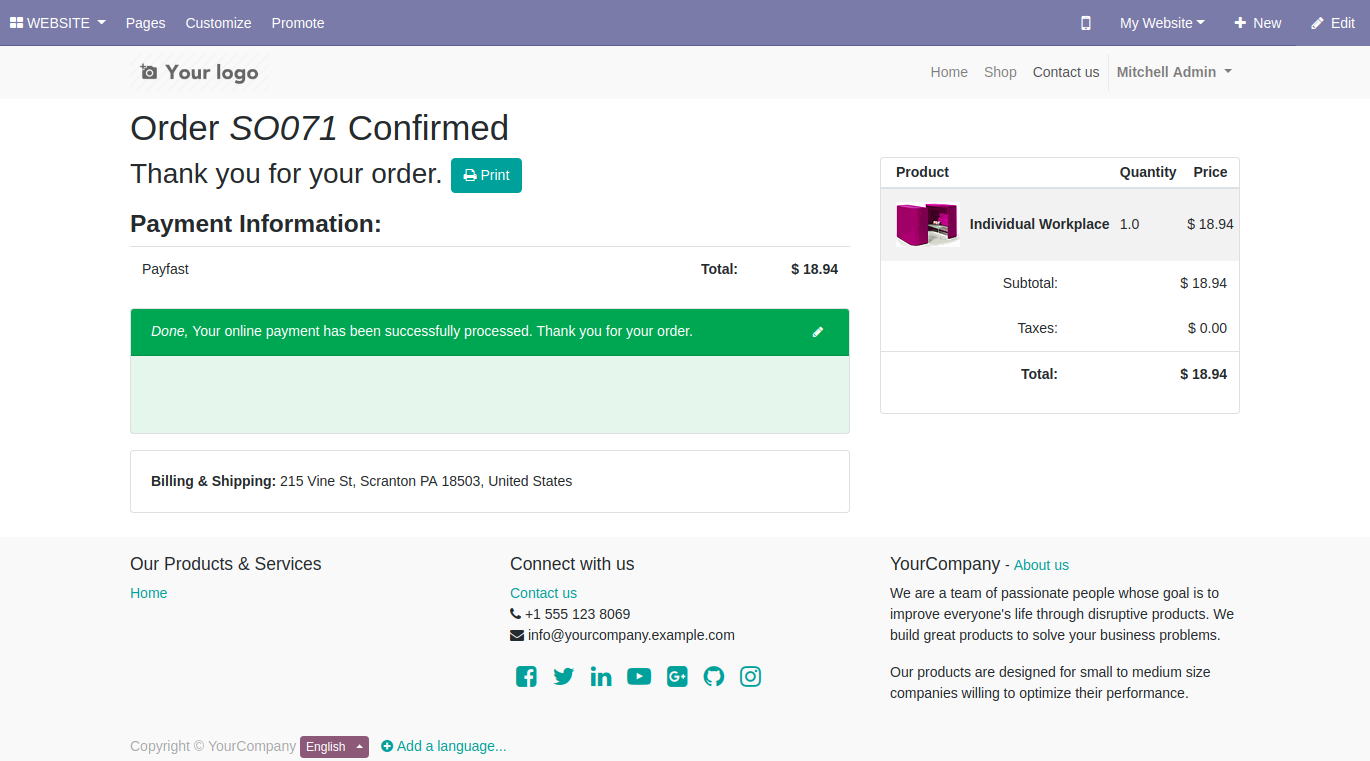 WEBSITE Pages Customize Promote My Website New Edit
Your logo Home Shop Contact us Mitchell Admin
Order SO071 Confirmed
Thank you for your order. Print
Payment Information:
Payfast Total: $ 18.94
Done, Your online payment has been successfully processed. Thank you for your order.
Billing & Shipping: 215 Vine St, Scranton PA 18503, United States
Product Quantity Price
Individual Workplace 1.0 $ 18.94
Subtotal: $ 18.94
Taxes: $ 0.00
Total: $ 18.94
Our Products & Services
Home
Connect with us
Contact us
+1 555 123 8069
info@yourcompany.example.com
YourCompany - About us
We are a team of passionate people whose goal is to
improve everyone's life through disruptive products. We
build great products to solve your business problems.
Our products are designed for small to medium size
companies willing to optimize their performance.
Copyright © YourCompany English Add a language...